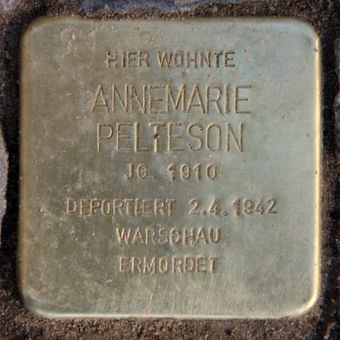 HIER WOHNTE
ANNEMARIE
PELTESON
JG. 1910
DEPORTIERT 2.4.1942
WARSCHAU
ERMORDET